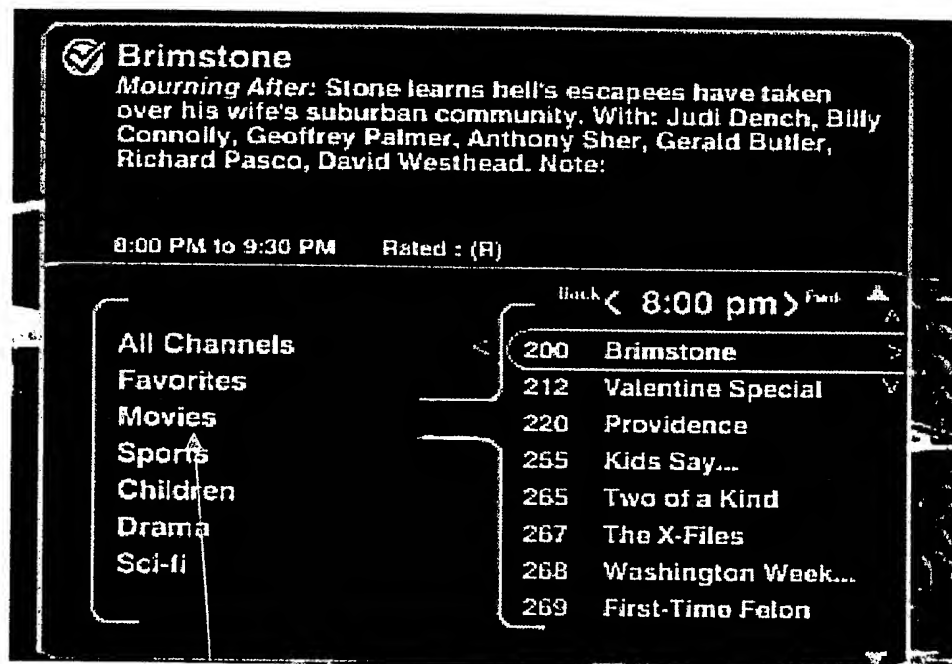 Brimstone
Mourning After: Stone learns hell's escapees have taken
over his wife's suburban community. With: Judi Dench, Billy
Connolly, Geoffrey Palmer, Anthony Sher, Gerald Butler,
Richard Pasco, David Westhead. Note:
8:00 PM to 9:30 PM Rated : (R)
Back < 8:00 pm > Fwd
All Channels
Favorites
Movies
Sports
Children
Drama
Sci-fi
< 200 Brimstone >
212 Valentine Special
220 Providence
255 Kids Say...
265 Two of a Kind
267 The X-Files
268 Washington Week...
269 First-Time Felon